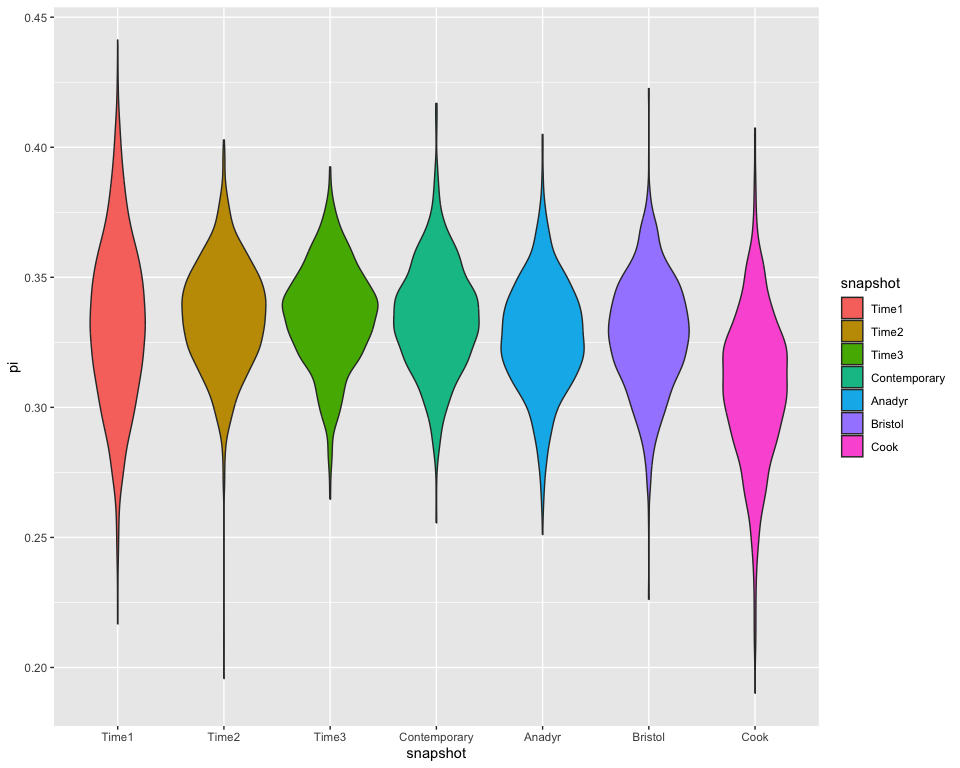 0.45
0.40
0.35
0.30
0.25
0.20
pi
Time1 Time2 Time3 Contemporary Anadyr Bristol Cook
snapshot
snapshot
Time1
Time2
Time3
Contemporary
Anadyr
Bristol
Cook